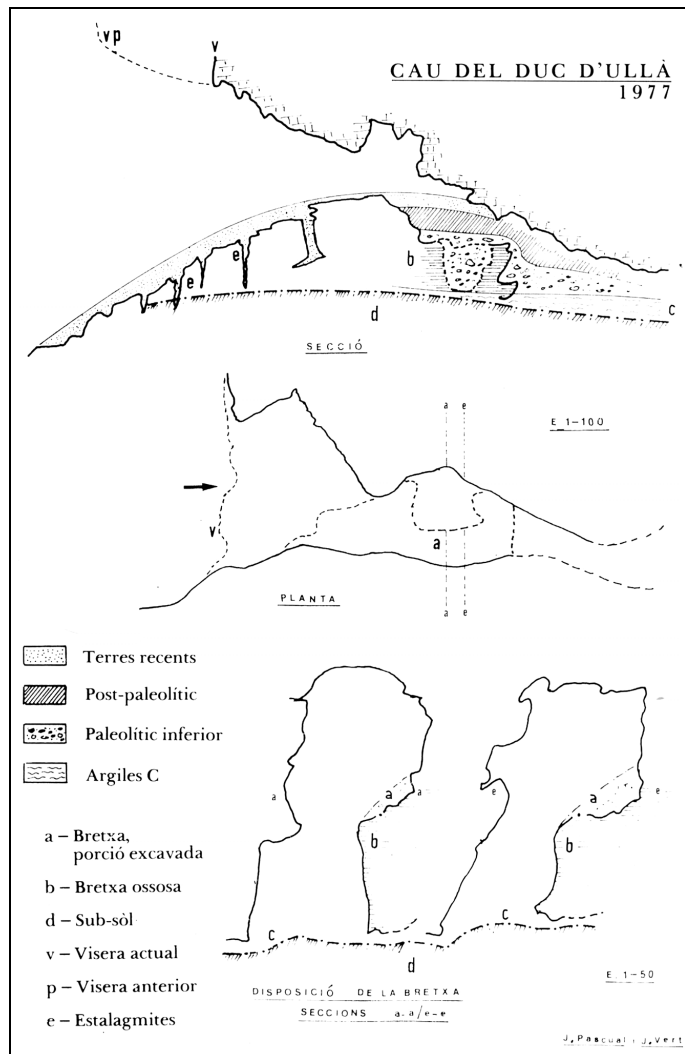 v p
v
CAU DEL DUC D'ULLÀ
1977
e
e
b
c
d
SECCIÓ
a e
E 1-100
v
a
PLANTA
a e
Terres recents
Post-paleolític
Paleolític inferior
Argiles C
a – Bretxa,
porció excavada
b – Bretxa ossosa
d – Sub-sòl
v – Visera actual
p – Visera anterior
e – Estalagmites
a
a
a
b
e
a
e
b
c
c
d
DISPOSICIÓ DE LA BRETXA
SECCIONS a-a/e-e
E. 1-50
J. Pascual i J. Vert